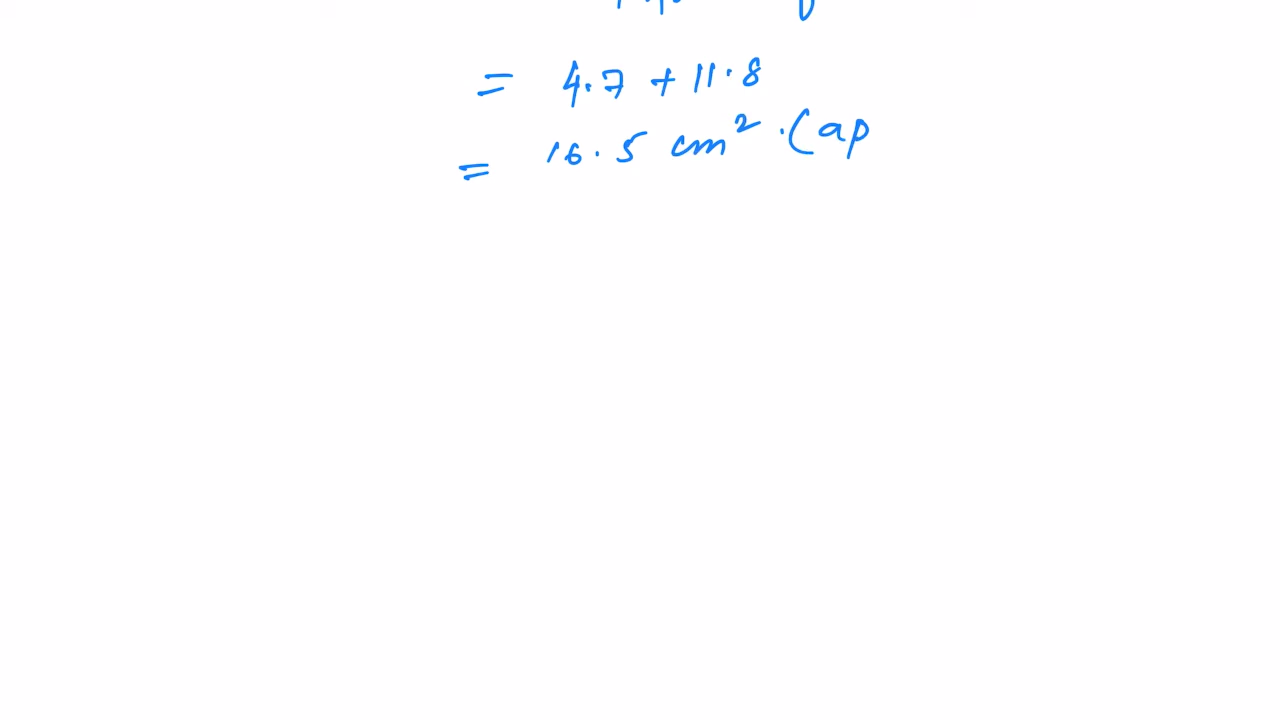 = 4.7 + 11.8
= 16.5 cm² . (ap